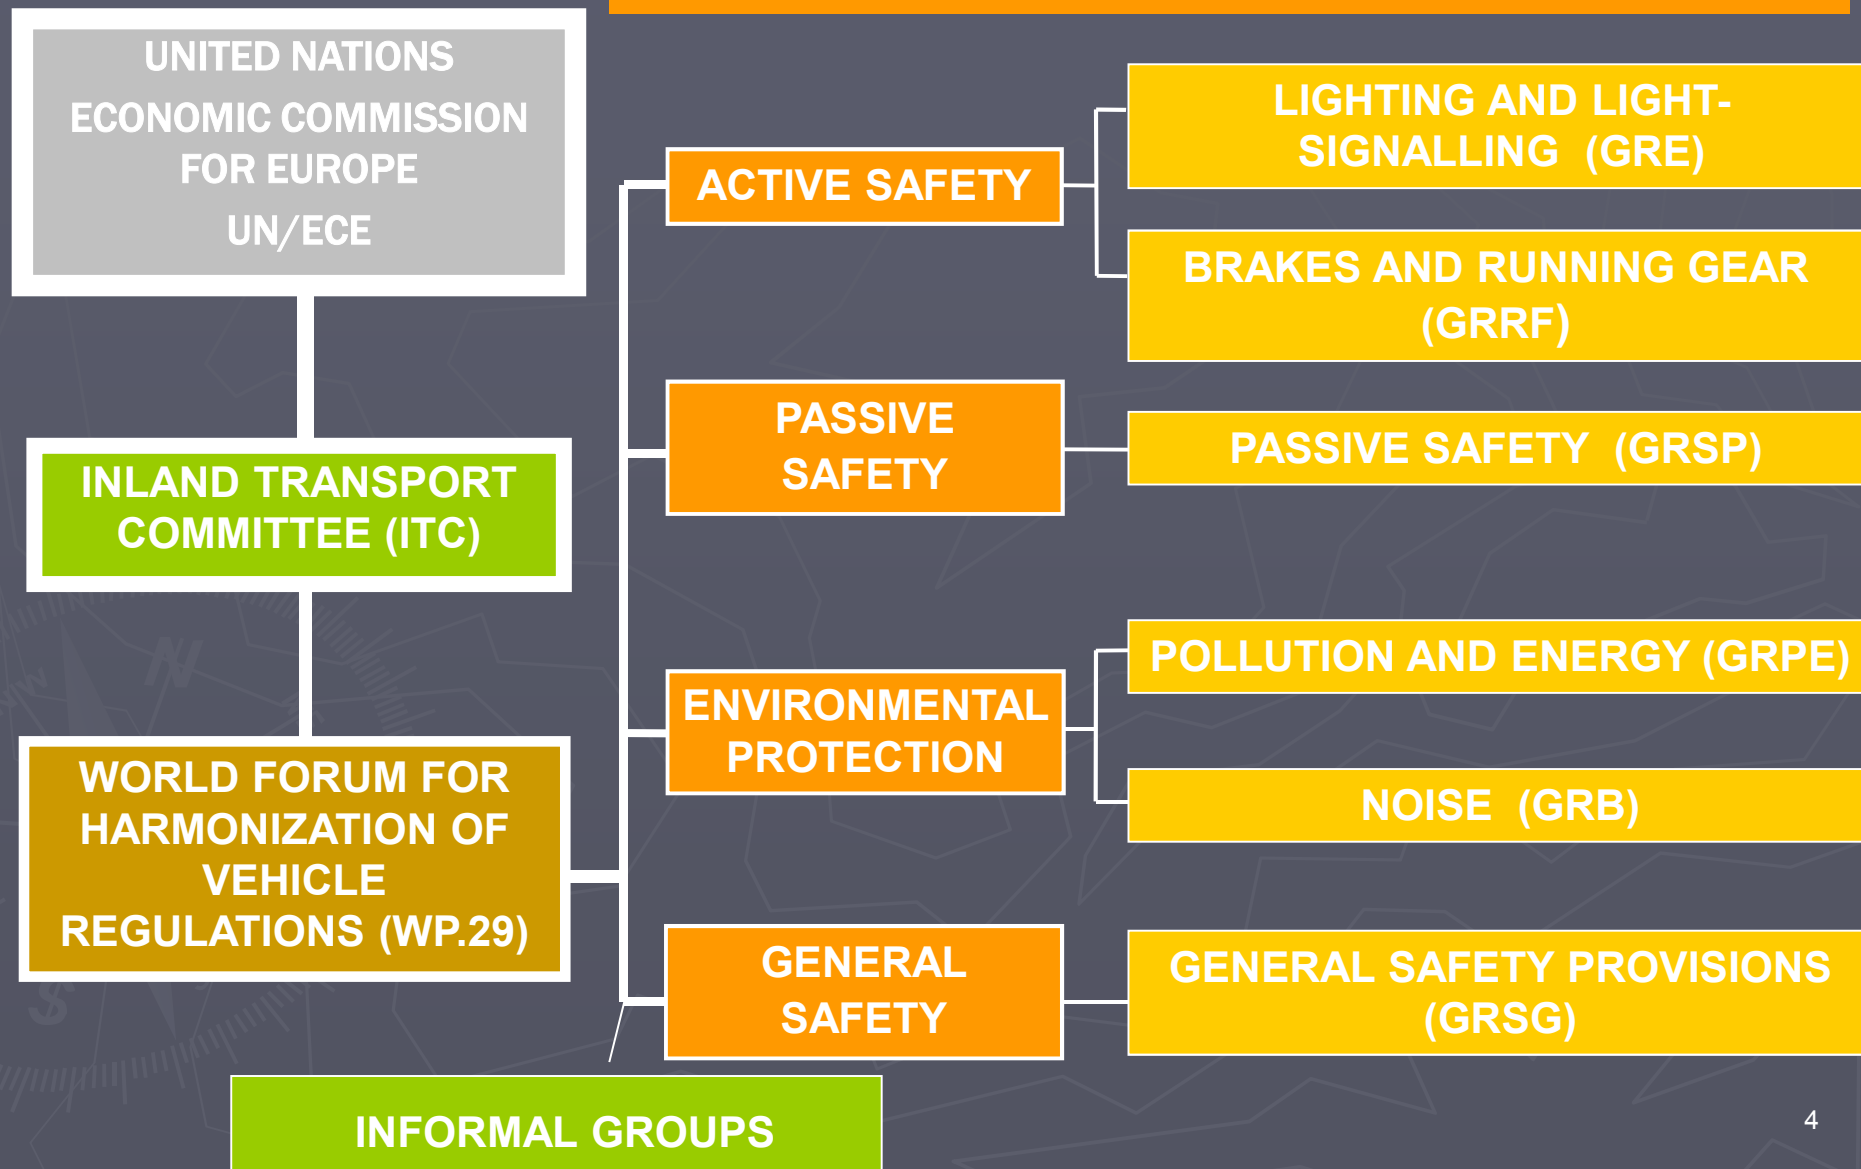 UNITED NATIONS
ECONOMIC COMMISSION
FOR EUROPE
UN/ECE
INLAND TRANSPORT
COMMITTEE (ITC)
WORLD FORUM FOR
HARMONIZATION OF
VEHICLE
REGULATIONS (WP.29)
ACTIVE SAFETY
LIGHTING AND LIGHT-
SIGNALLING (GRE)
BRAKES AND RUNNING GEAR
(GRRF)
PASSIVE
SAFETY
PASSIVE SAFETY (GRSP)
ENVIRONMENTAL
PROTECTION
POLLUTION AND ENERGY (GRPE)
NOISE (GRB)
GENERAL
SAFETY
GENERAL SAFETY PROVISIONS
(GRSG)
INFORMAL GROUPS
4
N
S